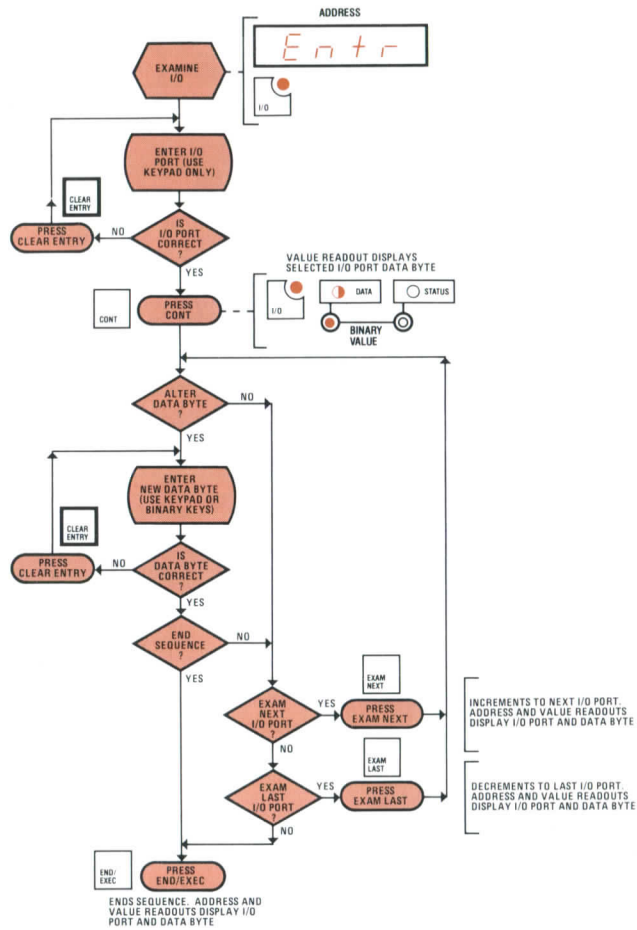 ADDRESS
Entr
EXAMINE
I/O
I/O
ENTER I/O
PORT (USE
KEYPAD ONLY)
CLEAR
ENTRY
PRESS
CLEAR ENTRY
NO
IS
I/O PORT
CORRECT
?
YES
VALUE READOUT DISPLAYS
SELECTED I/O PORT DATA BYTE
CONT
PRESS
CONT
I/O
DATA
STATUS
BINARY
VALUE
ALTER
DATA BYTE
?
NO
YES
ENTER
NEW DATA BYTE
(USE KEYPAD OR
BINARY KEYS)
CLEAR
ENTRY
PRESS
CLEAR ENTRY
NO
IS
DATA BYTE
CORRECT
?
YES
END
SEQUENCE
?
NO
YES
EXAM
NEXT
I/O PORT
?
YES
EXAM
NEXT
PRESS
EXAM NEXT
INCREMENTS TO NEXT I/O PORT.
ADDRESS AND VALUE READOUTS
DISPLAY I/O PORT AND DATA BYTE
NO
EXAM
LAST
I/O PORT
?
YES
EXAM
LAST
PRESS
EXAM LAST
DECREMENTS TO LAST I/O PORT.
ADDRESS AND VALUE READOUTS
DISPLAY I/O PORT AND DATA BYTE
NO
END/
EXEC
PRESS
END/EXEC
ENDS SEQUENCE. ADDRESS AND
VALUE READOUTS DISPLAY I/O
PORT AND DATA BYTE